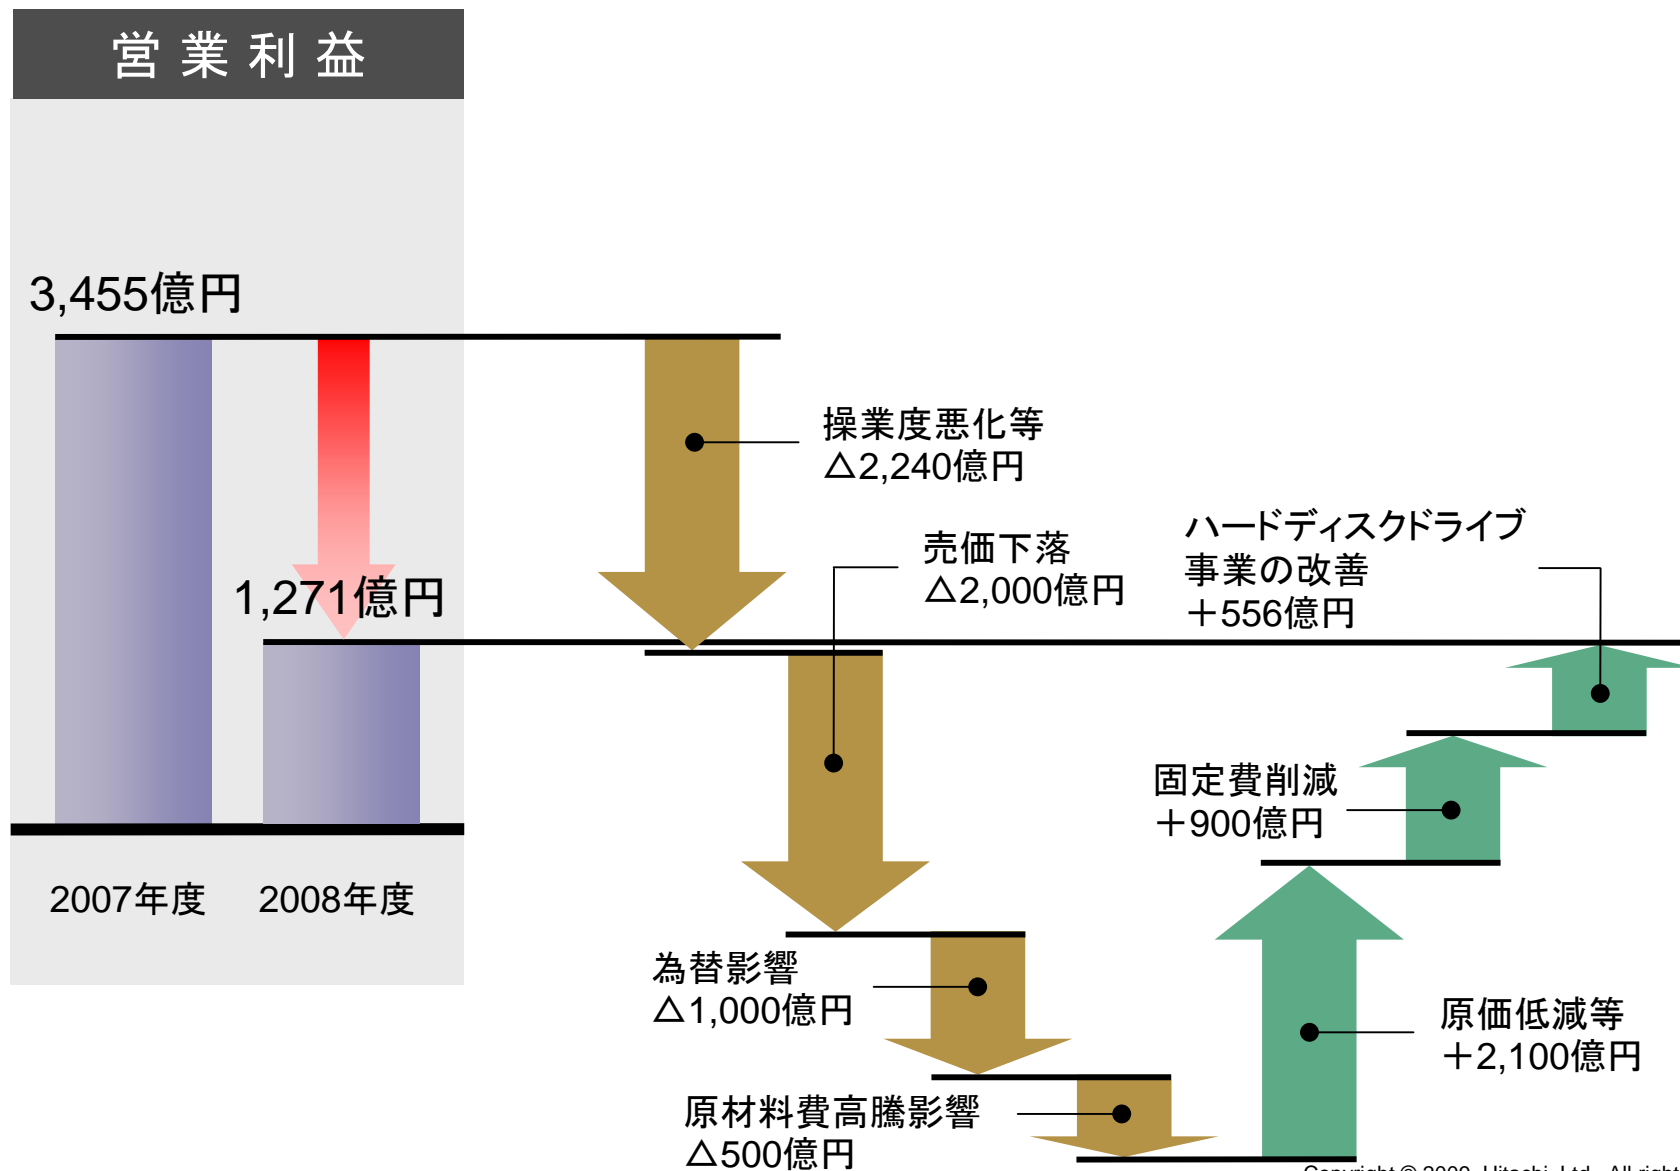 営業利益
3,455億円
1,271億円
2007年度
2008年度
操業度悪化等
△2,240億円
売価下落
△2,000億円
ハードディスクドライブ
事業の改善
＋556億円
固定費削減
＋900億円
為替影響
△1,000億円
原価低減等
＋2,100億円
原材料費高騰影響
△500億円